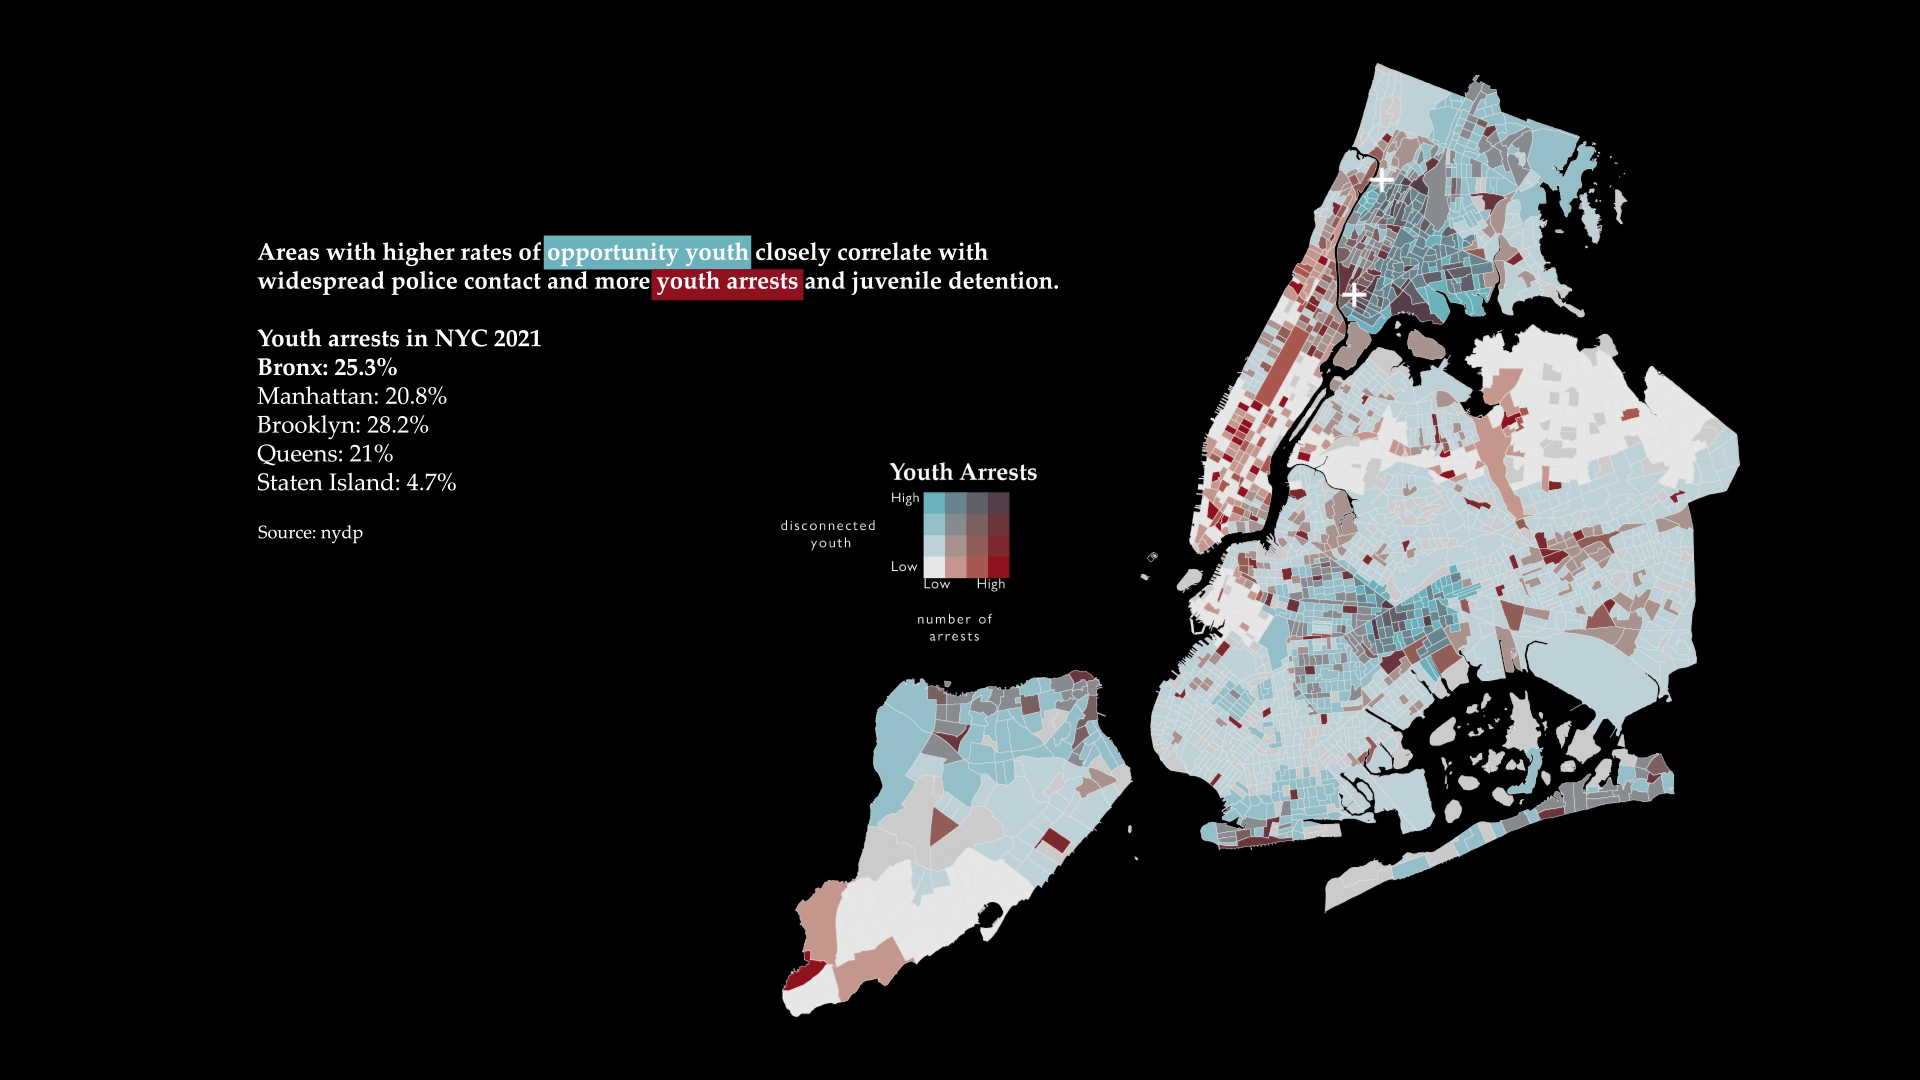 Areas with higher rates of opportunity youth closely correlate with
widespread police contact and more youth arrests and juvenile detention.
Youth arrests in NYC 2021
Bronx: 25.3%
Manhattan: 20.8%
Brooklyn: 28.2%
Queens: 21%
Staten Island: 4.7%
Source: nydp
Youth Arrests
High
disconnected
youth
Low
Low
High
number of
arrests